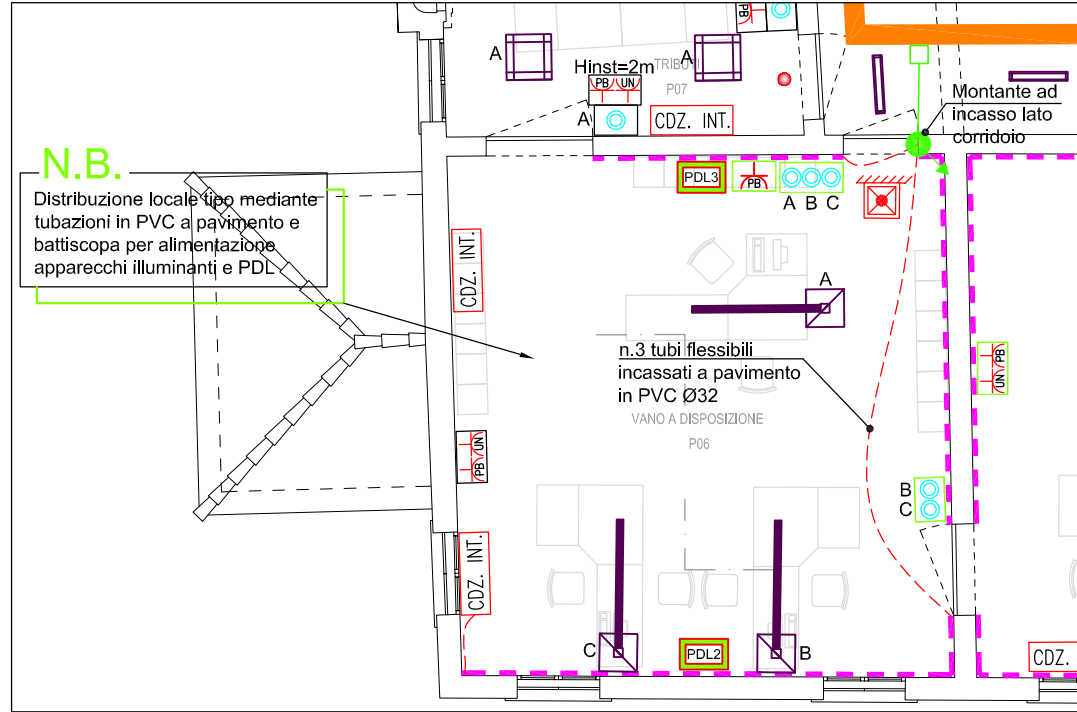 PB
A
A
Hinst=2m
TRIBUTI
P07
PB UN
A
CDZ. INT.
Montante ad
incasso lato
corridoio
N.B.
Distribuzione locale tipo mediante
tubazioni in PVC a pavimento e
battiscopa per alimentazione
apparecchi illuminanti e PDL
PDL3
PB
A B C
CDZ. INT.
A
n.3 tubi flessibili
incassati a pavimento
in PVC Ø32
VANO A DISPOSIZIONE
P06
UN PB
PB UN
B
C
CDZ. INT.
C
PDL2
B
CDZ.